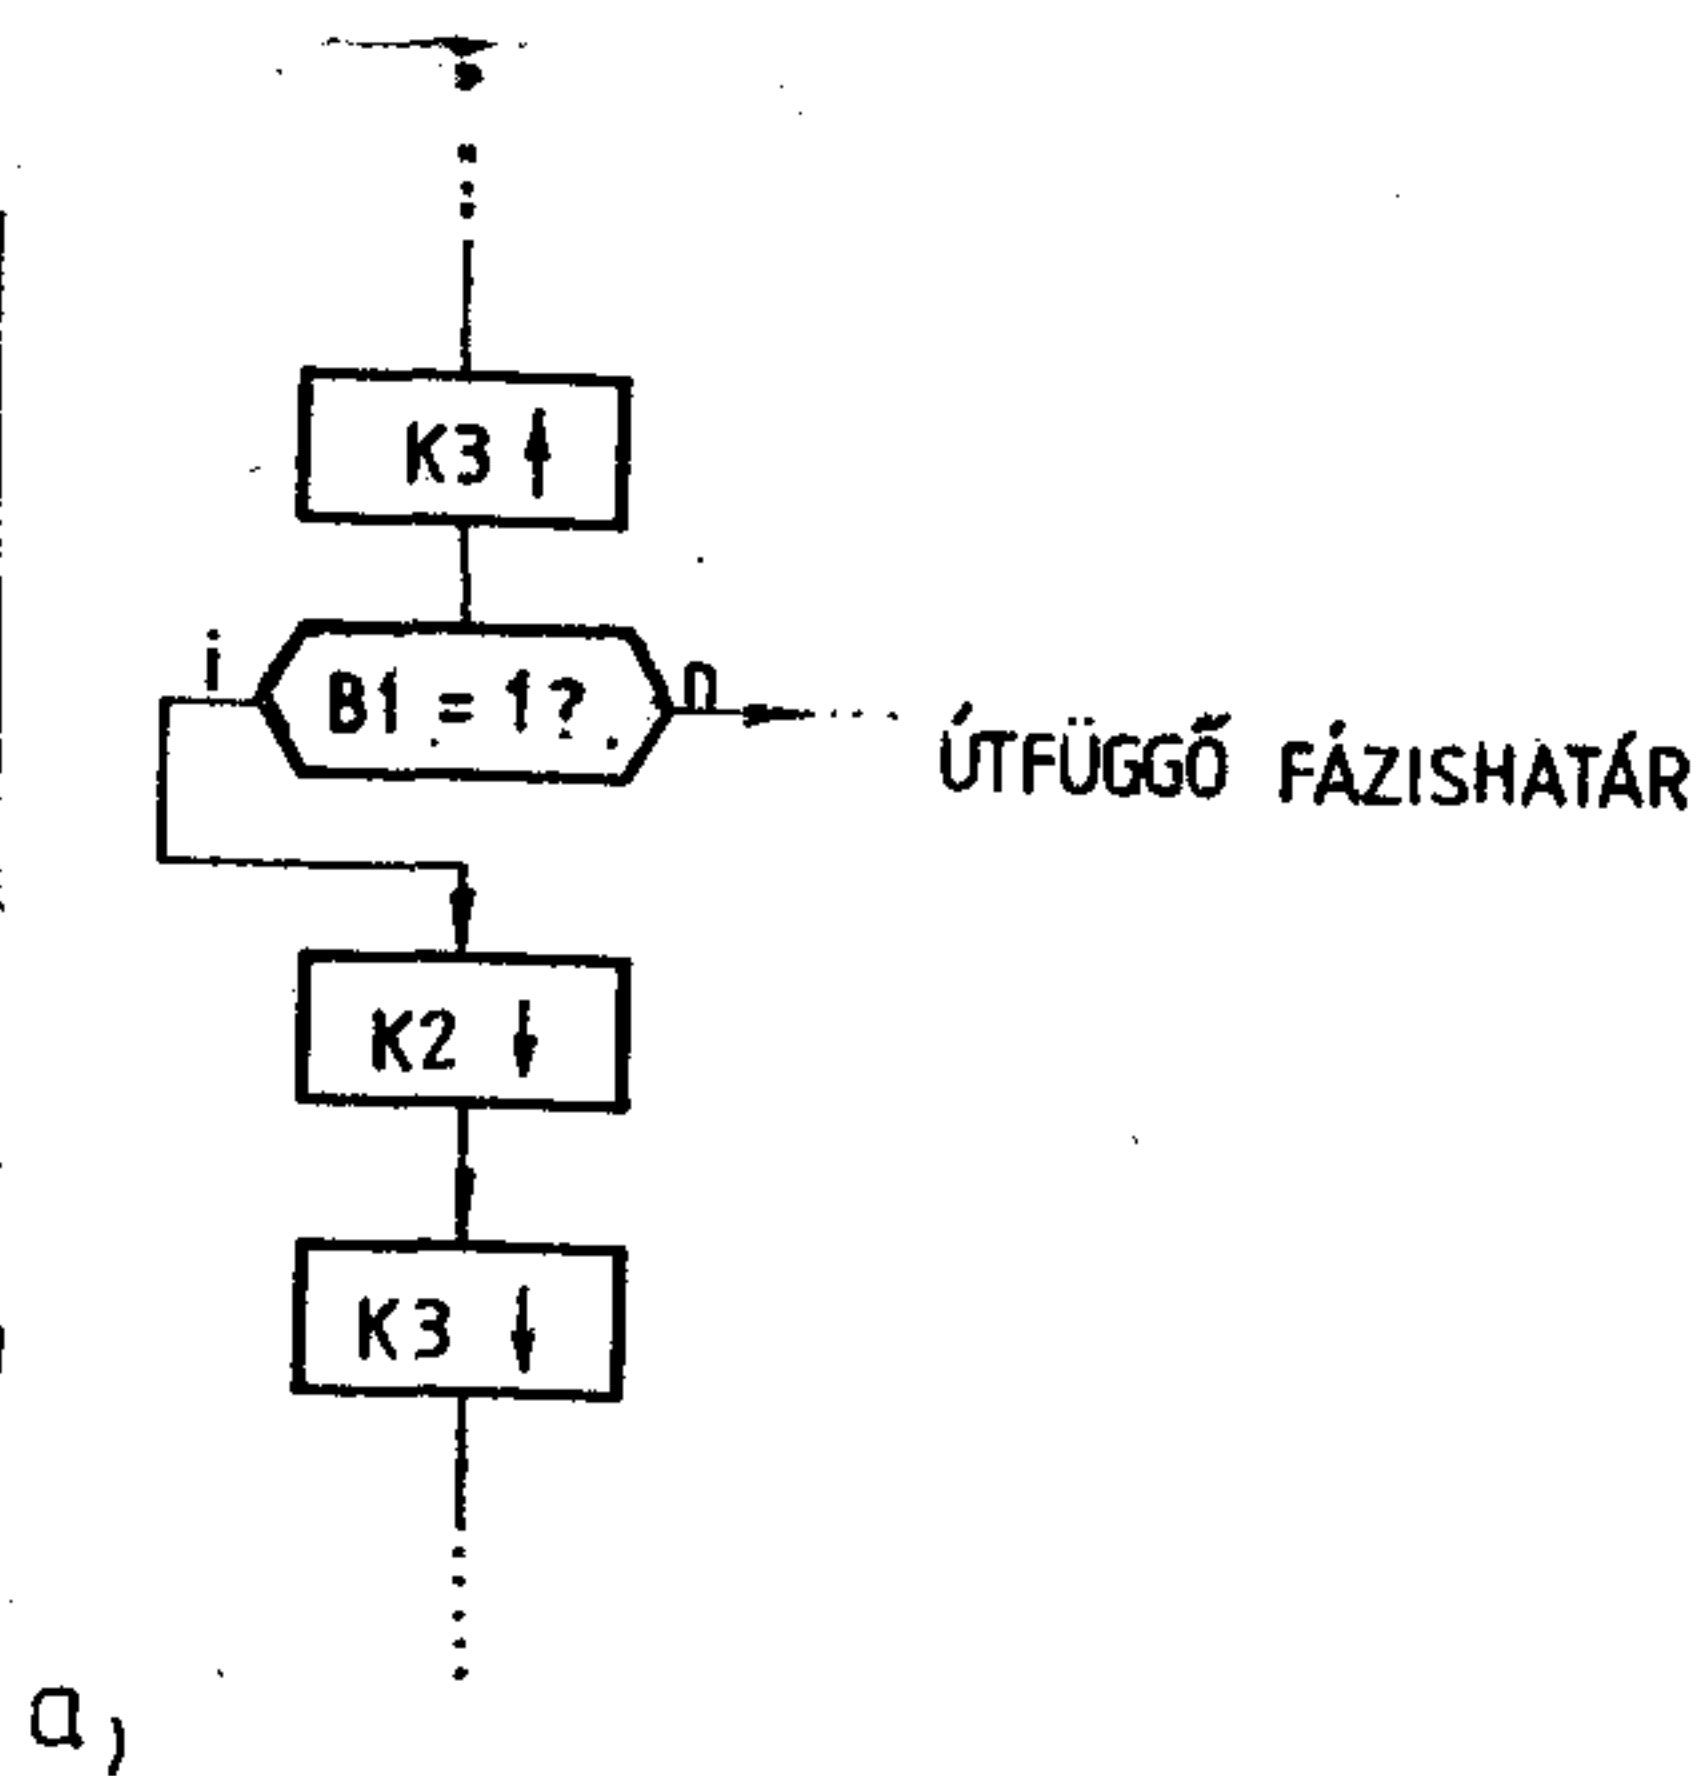 K3 ↑
i
B1 = 1?
n
ÚTFÜGGŐ FÁZISHATÁR
K2 ↓
K3 ↓
a,